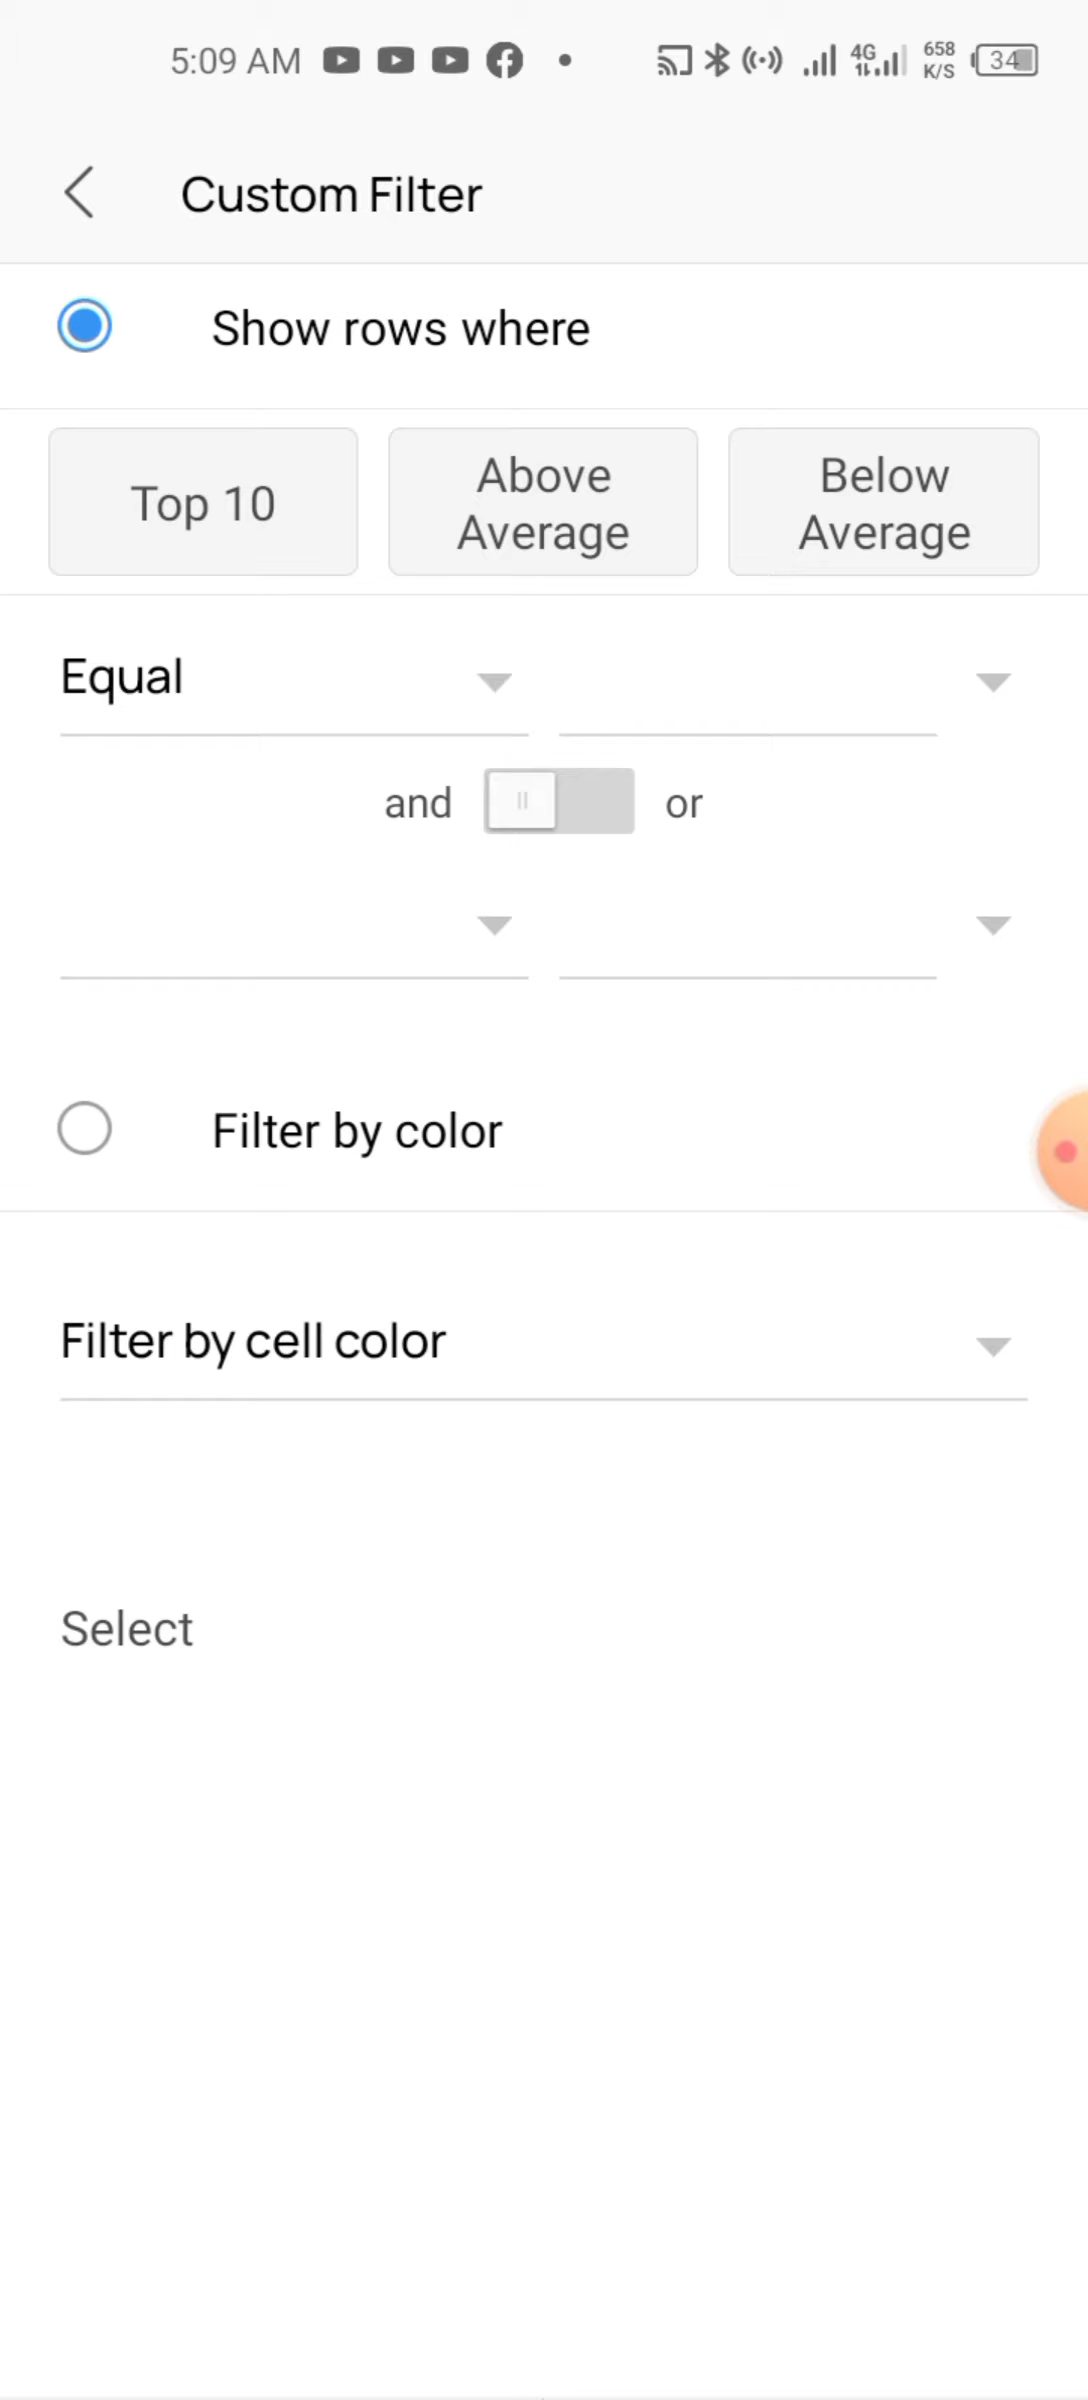 5:09 AM 4G 658 K/S 34
Custom Filter
Show rows where
Top 10
Above Average
Below Average
Equal
and or
Filter by color
Filter by cell color
Select